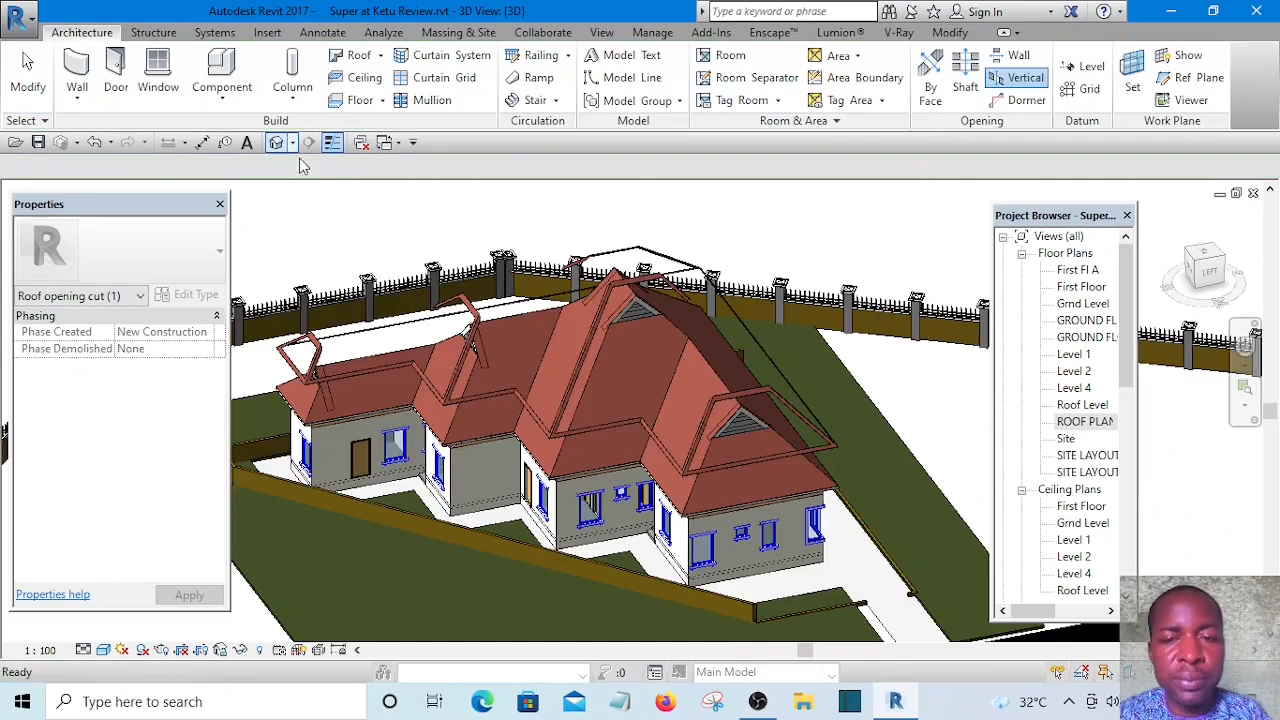 Autodesk Revit 2017 - Super at Ketu Review.rvt - 3D View: {3D}
Type a keyword or phrase
Sign In
Architecture Structure Systems Insert Annotate Analyze Massing & Site Collaborate View Manage Add-Ins Enscape™ Lumion® V-Ray Modify
Modify Wall Door Window Component Column
Roof Curtain System
Ceiling Curtain Grid
Floor Mullion
Railing
Ramp
Stair
Model Text
Model Line
Model Group
Room Area
Room Separator Area Boundary
Tag Room Tag Area
By Face Shaft
Wall
Vertical
Dormer
Level
Grid
Set
Show
Ref Plane
Viewer
Select Build Circulation Model Room & Area Opening Datum Work Plane
Properties
R
Roof opening cut (1) Edit Type
Phasing
Phase Created New Construction
Phase Demolished None
Properties help Apply
Project Browser - Super...
Views (all)
Floor Plans
First Fl A
First Floor
Grnd Level
GROUND FL
GROUND FL
Level 1
Level 2
Level 4
Roof Level
ROOF PLAN
Site
SITE LAYOUT
SITE LAYOUT
Ceiling Plans
First Floor
Grnd Level
Level 1
Level 2
Level 4
Roof Level
LEFT
1 : 100
Ready
:0
Main Model
Type here to search
32°C